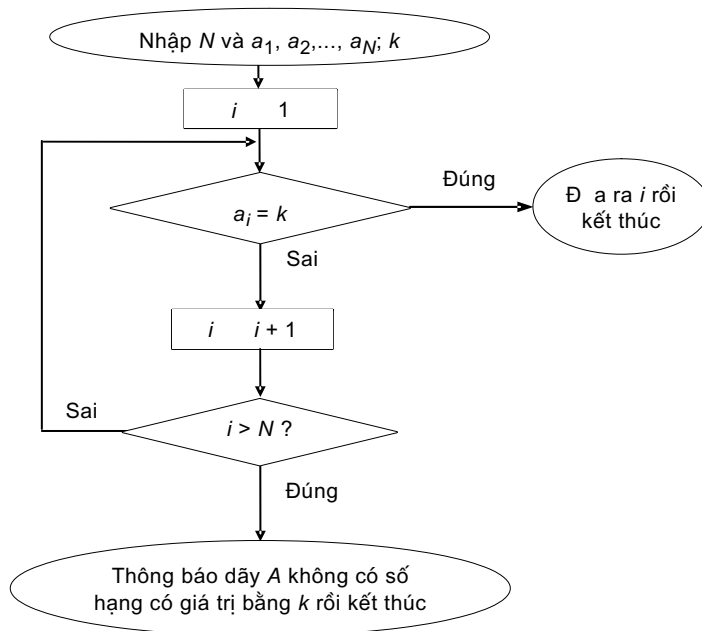 Nhập N và a1, a2,..., aN; k
i 1
ai = k
Đúng
Đ a ra i rồi
kết thúc
Sai
i i + 1
Sai
i > N ?
Đúng
Thông báo dãy A không có số
hạng có giá trị bằng k rồi kết thúc